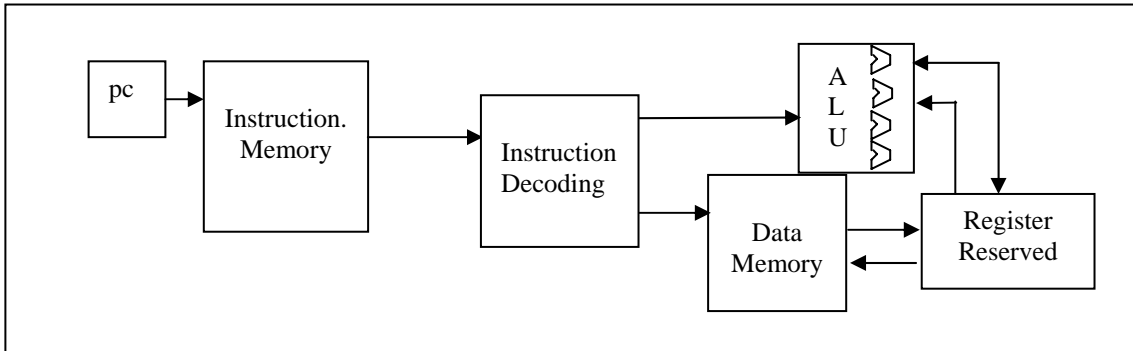 pc
Instruction.
Memory
Instruction
Decoding
A
L
U
Data
Memory
Register
Reserved